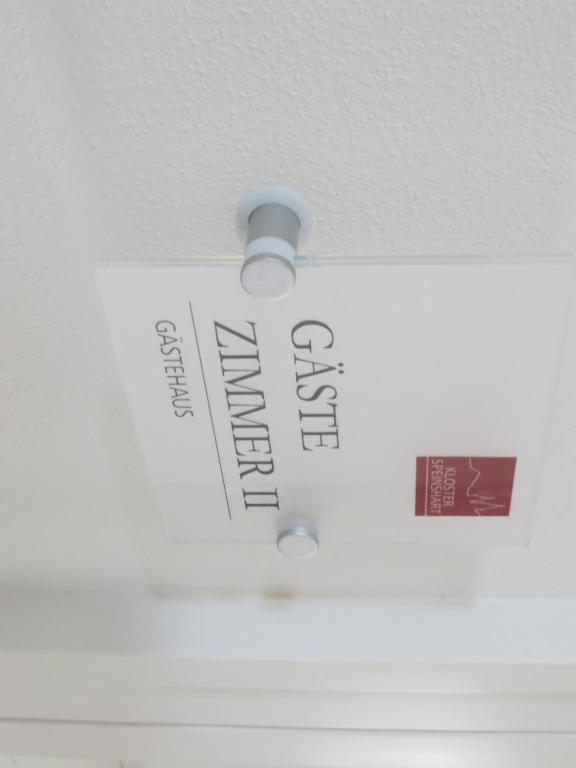 KLOSTER
SPEINSHART
GÄSTE
ZIMMER II
GÄSTEHAUS